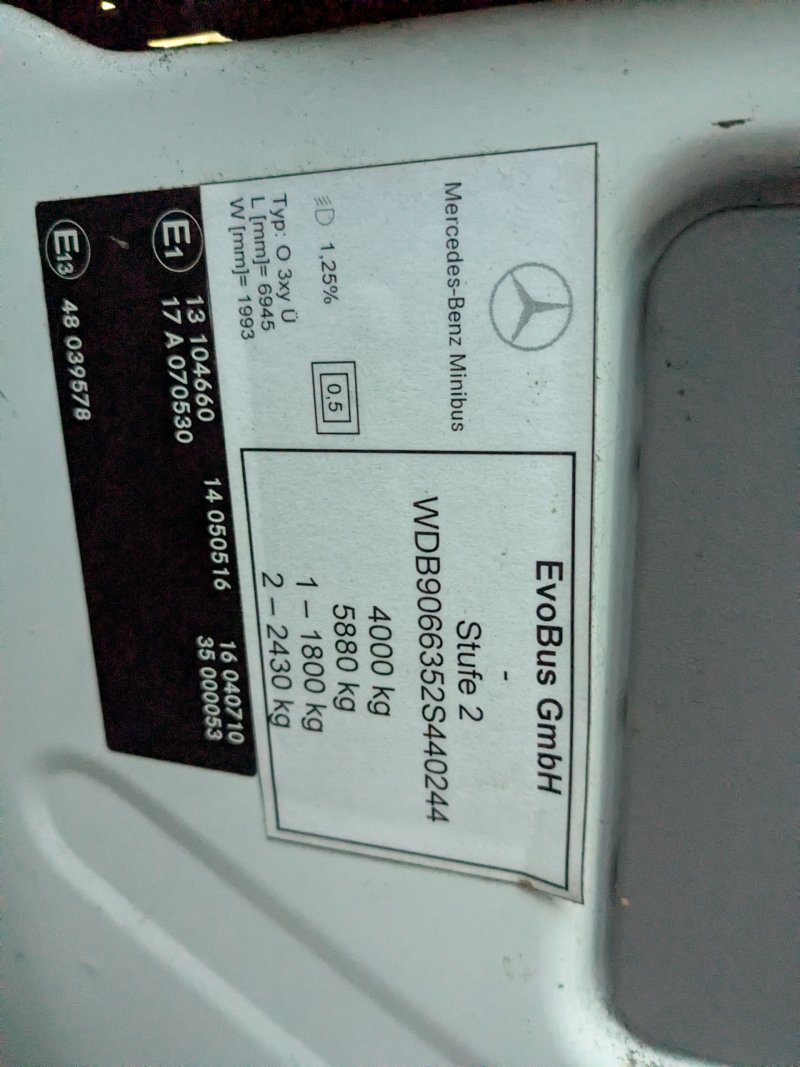 Mercedes-Benz Minibus
1,25%
0,5
Typ: O 3xy Ü
L [mm]= 6945
W [mm]= 1993
EvoBus GmbH
-
Stufe 2
WDB9066352S440244
4000 kg
5880 kg
1 – 1800 kg
2 – 2430 kg
E1
13 104660
17 A 070530
14 050516
16 040710
35 000053
E13
48 039578